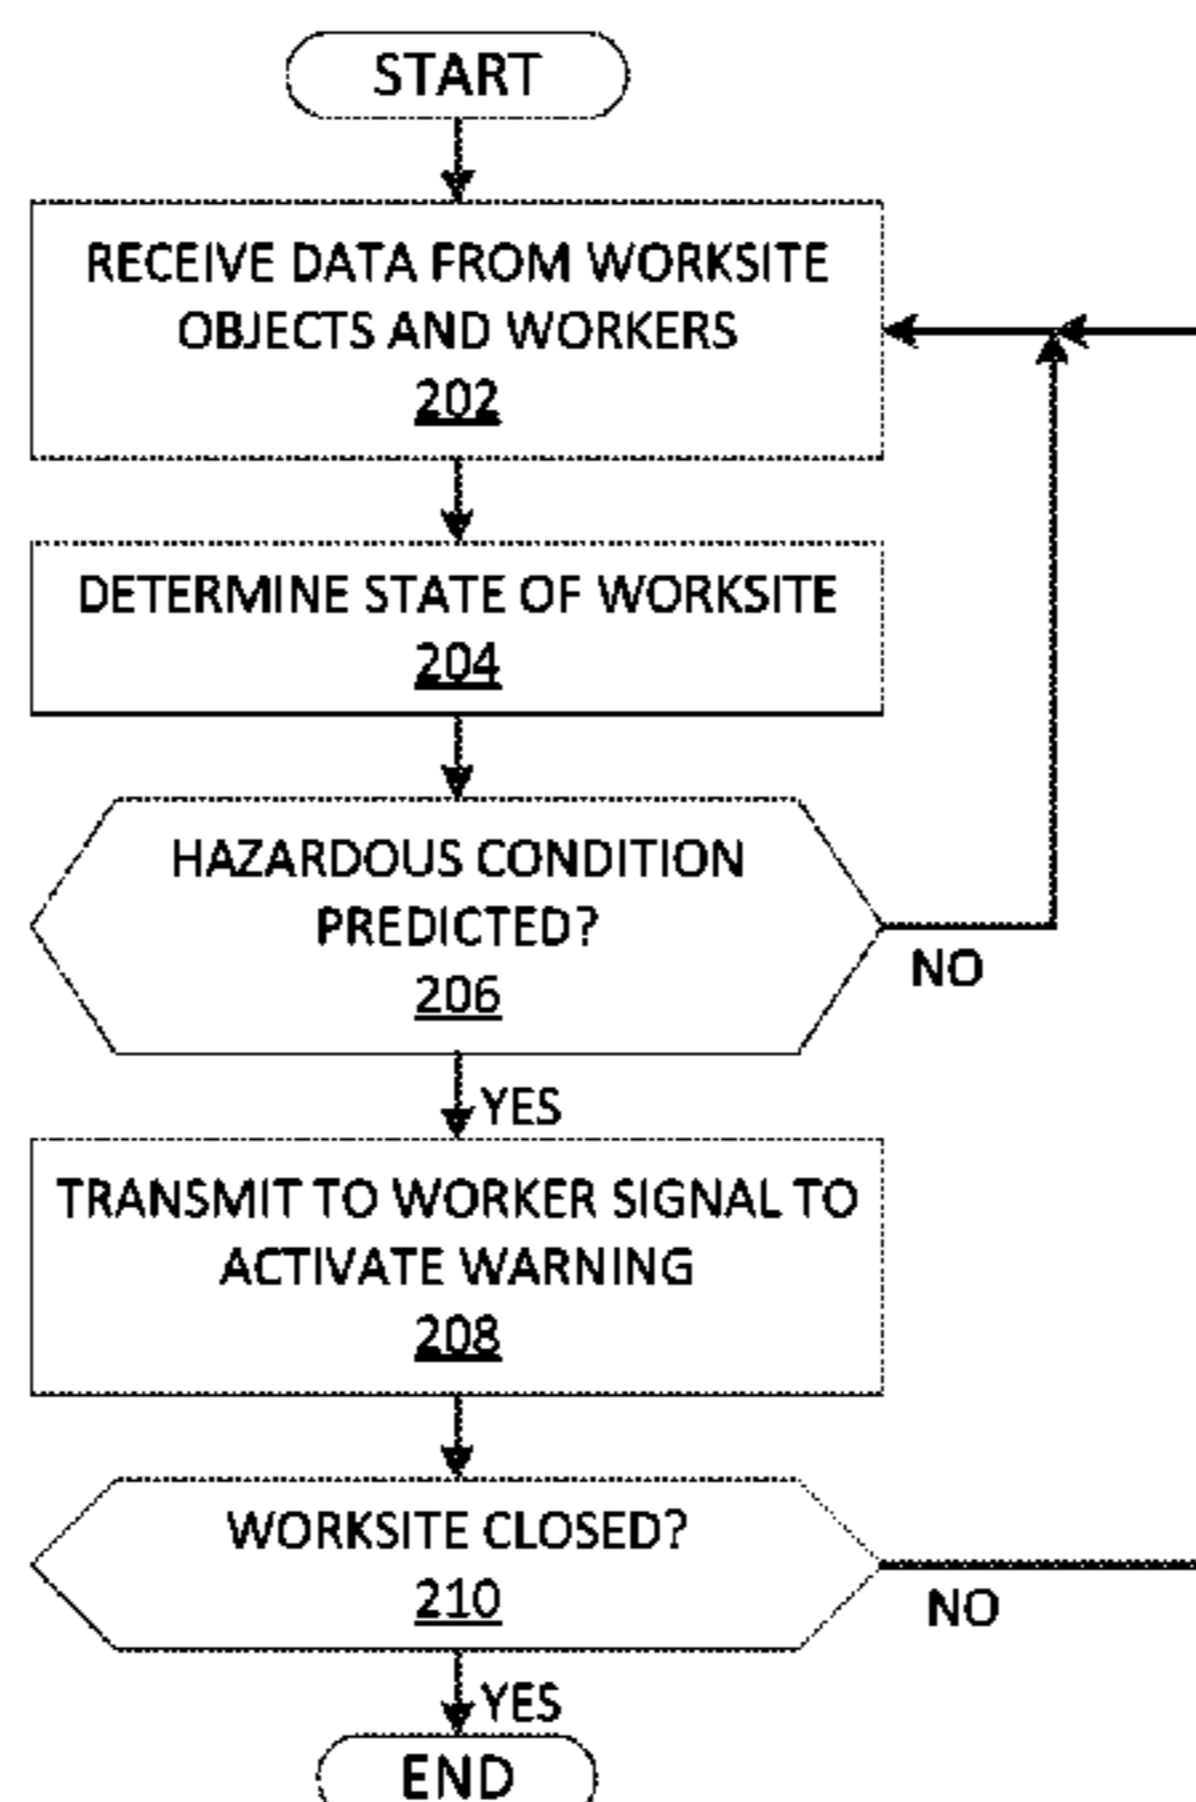 START
RECEIVE DATA FROM WORKSITE
OBJECTS AND WORKERS
202
DETERMINE STATE OF WORKSITE
204
HAZARDOUS CONDITION
PREDICTED?
206
NO
YES
TRANSMIT TO WORKER SIGNAL TO
ACTIVATE WARNING
208
WORKSITE CLOSED?
210
NO
YES
END